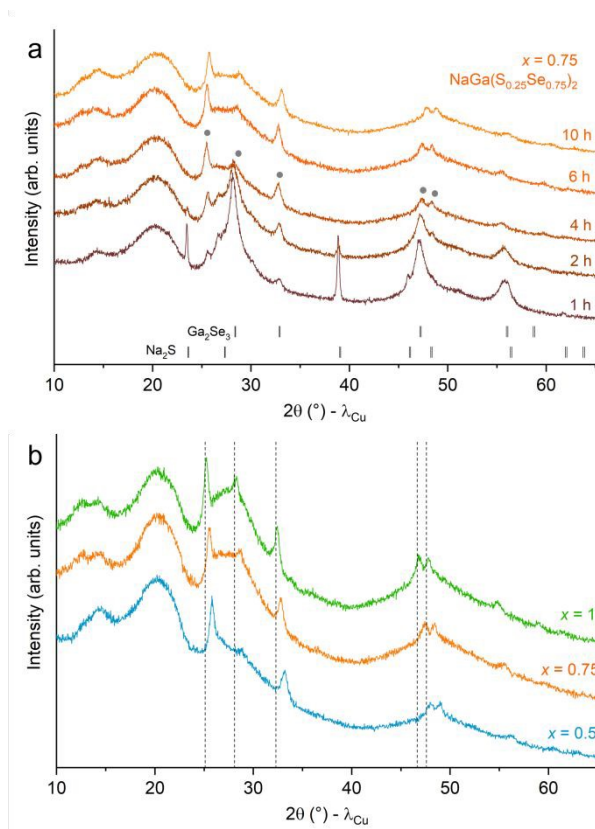 a
x = 0.75
NaGa(S₀.₂₅Se₀.₇₅)₂
10 h
6 h
4 h
2 h
1 h
Ga₂Se₃
Na₂S
Intensity (arb. units)
10 20 30 40 50 60
2θ (°) - λCu
b
x = 1
x = 0.75
x = 0.5
Intensity (arb. units)
10 20 30 40 50 60
2θ (°) - λCu